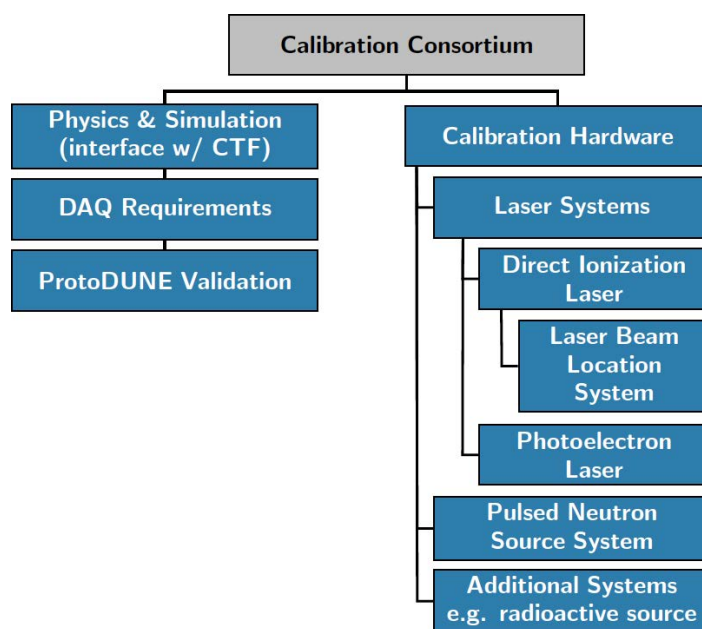 Calibration Consortium
Physics & Simulation
(interface w/ CTF)
DAQ Requirements
ProtoDUNE Validation
Calibration Hardware
Laser Systems
Direct Ionization
Laser
Laser Beam
Location
System
Photoelectron
Laser
Pulsed Neutron
Source System
Additional Systems
e.g. radioactive source